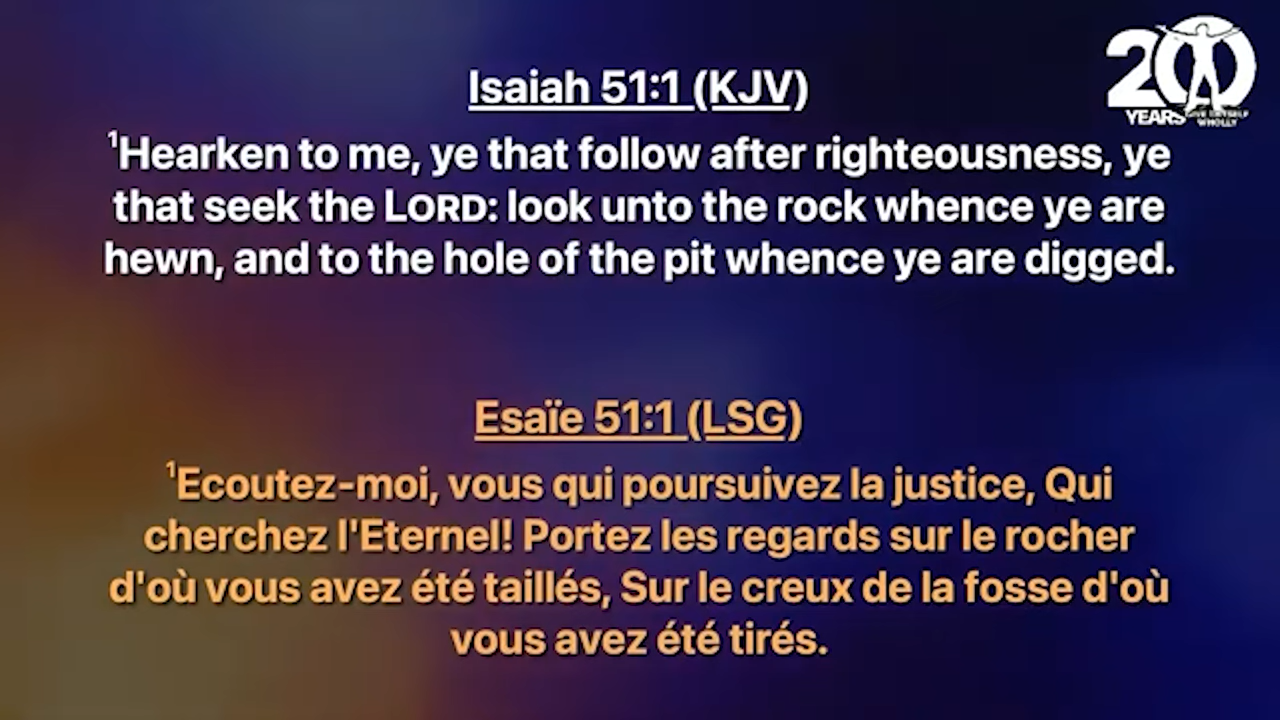 20
YEARS
GIVE THYSELF
WHOLLY
Isaiah 51:1 (KJV)
¹Hearken to me, ye that follow after righteousness, ye
that seek the LORD: look unto the rock whence ye are
hewn, and to the hole of the pit whence ye are digged.
Esaïe 51:1 (LSG)
¹Ecoutez-moi, vous qui poursuivez la justice, Qui
cherchez l'Eternel! Portez les regards sur le rocher
d'où vous avez été taillés, Sur le creux de la fosse d'où
vous avez été tirés.